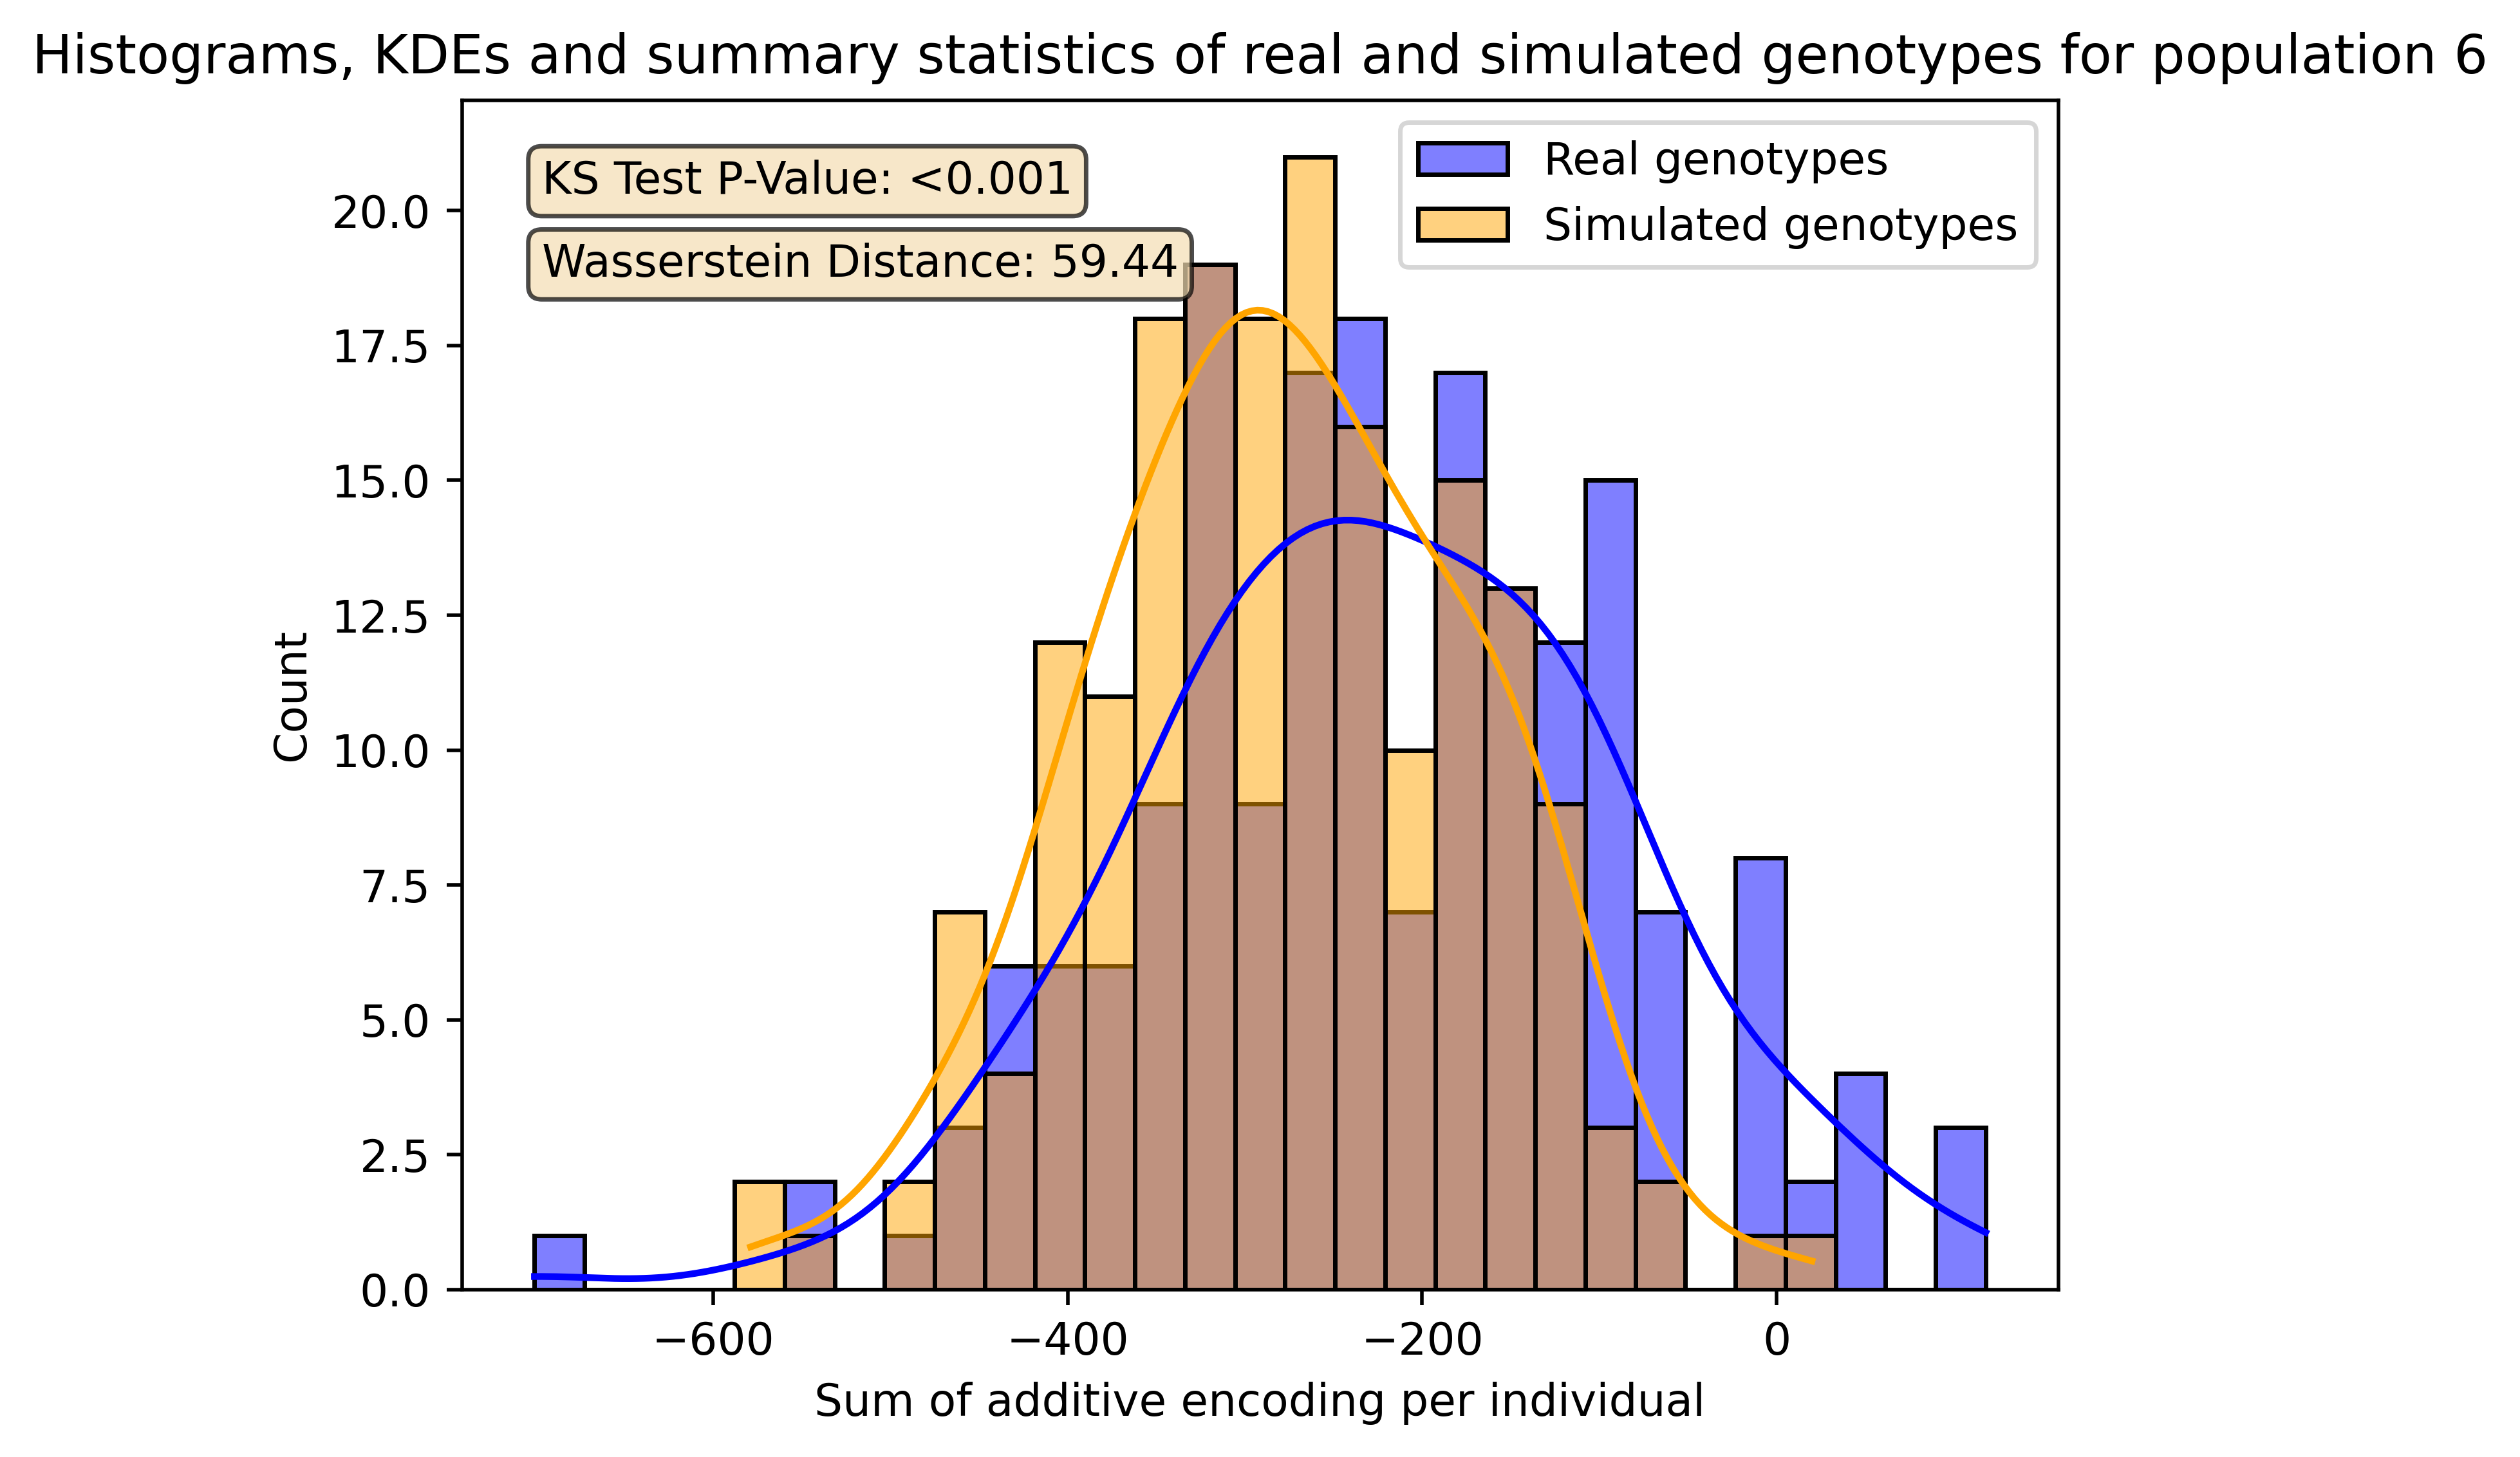 Histograms, KDEs and summary statistics of real and simulated genotypes for population 6
KS Test P-Value: <0.001
Wasserstein Distance: 59.44
Real genotypes
Simulated genotypes
20.0
17.5
15.0
12.5
10.0
7.5
5.0
2.5
0.0
Count
−600
−400
−200
0
Sum of additive encoding per individual